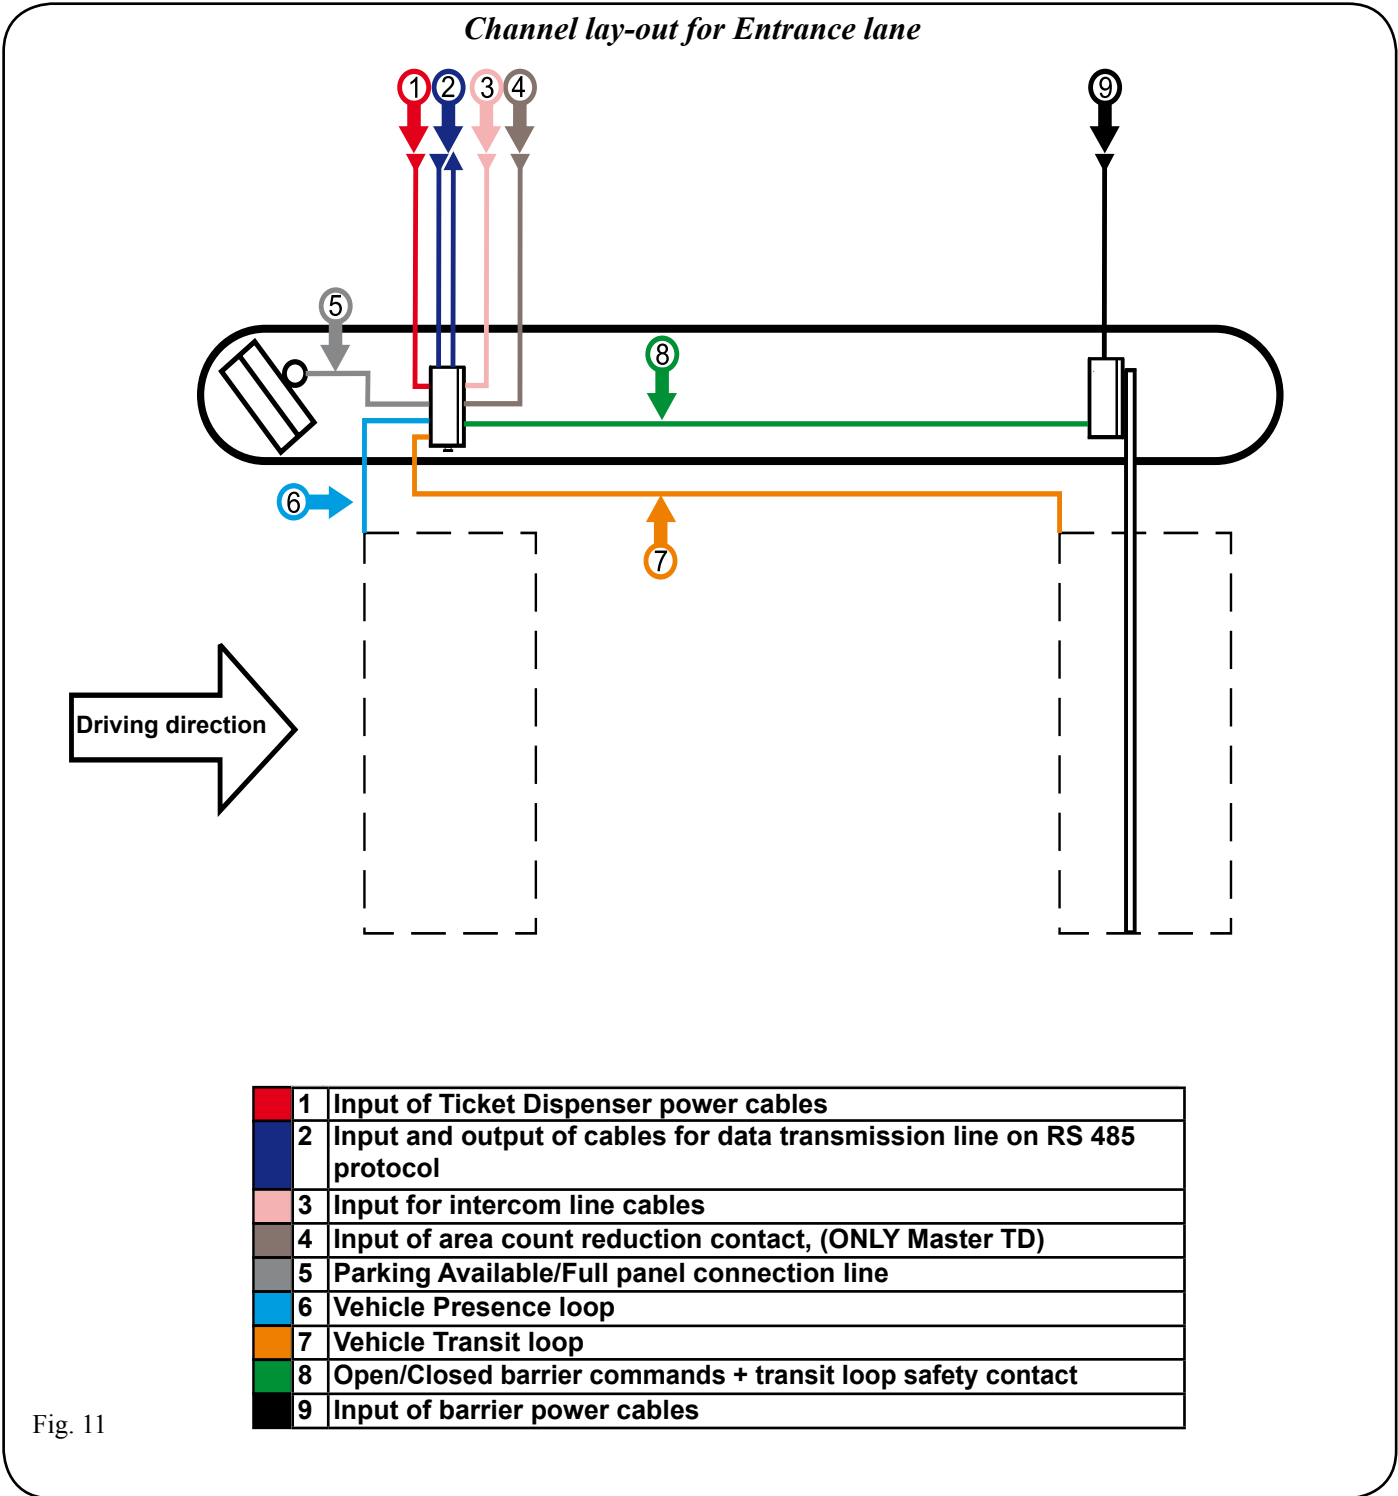 Channel lay-out for Entrance lane
1 2 3 4 9
5
8
6
7
Driving direction
1 Input of Ticket Dispenser power cables
2 Input and output of cables for data transmission line on RS 485
protocol
3 Input for intercom line cables
4 Input of area count reduction contact, (ONLY Master TD)
5 Parking Available/Full panel connection line
6 Vehicle Presence loop
7 Vehicle Transit loop
8 Open/Closed barrier commands + transit loop safety contact
9 Input of barrier power cables
Fig. 11